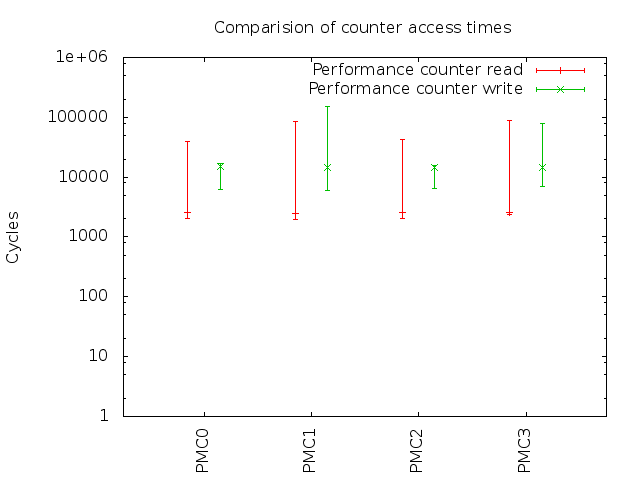 Comparision of counter access times
1e+06
100000
10000
1000
100
10
1
Cycles
Performance counter read
Performance counter write
PMC0
PMC1
PMC2
PMC3